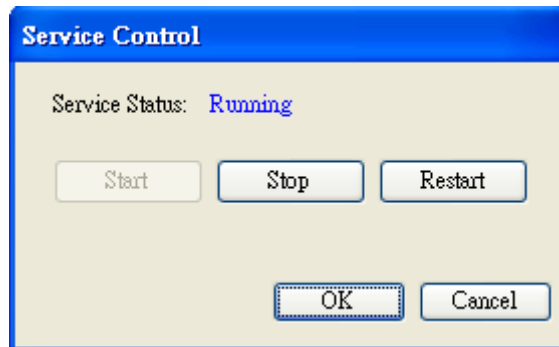 Service Control
Service Status: Running
Start Stop Restart
OK Cancel